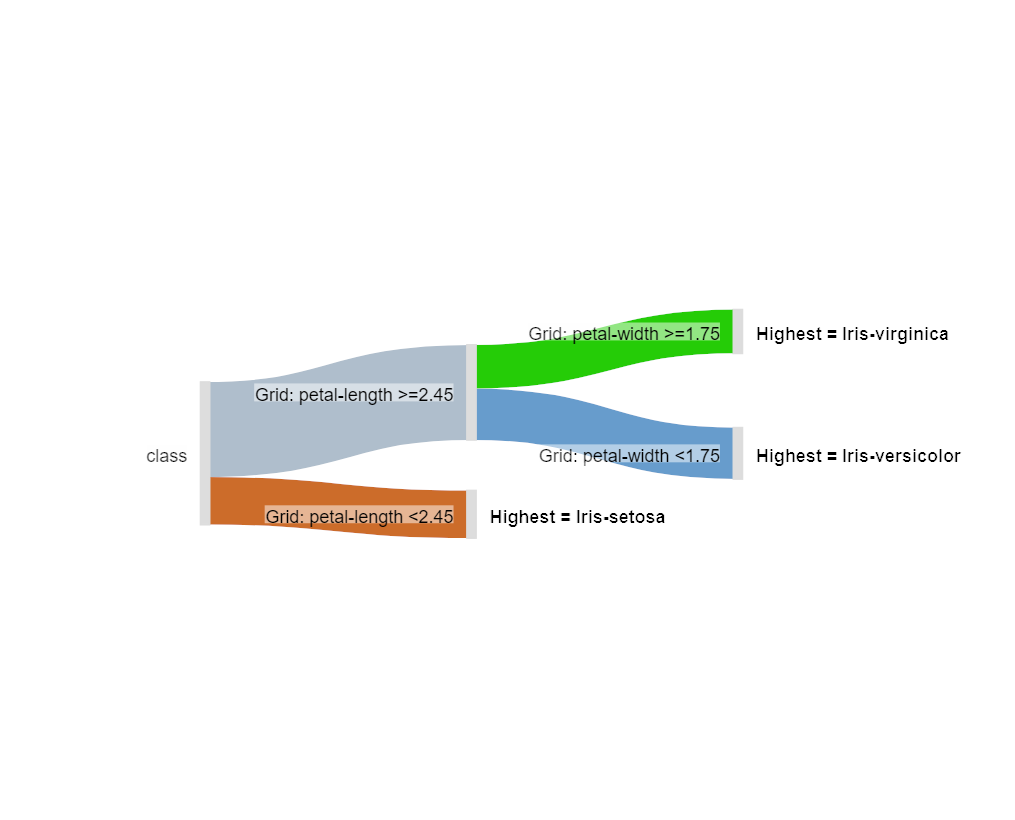 Grid: petal-width >=1.75
Highest = Iris-virginica
Grid: petal-length >=2.45
class
Grid: petal-width <1.75
Highest = Iris-versicolor
Grid: petal-length <2.45
Highest = Iris-setosa